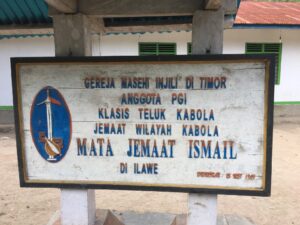 GEREJA MASEHI INJILI DI TIMOR
ANGGOTA PGI
KLASIS TELUK KABOLA
JEMAAT WILAYAH KABOLA
MATA JEMAAT ISMAIL
DI ILAWE